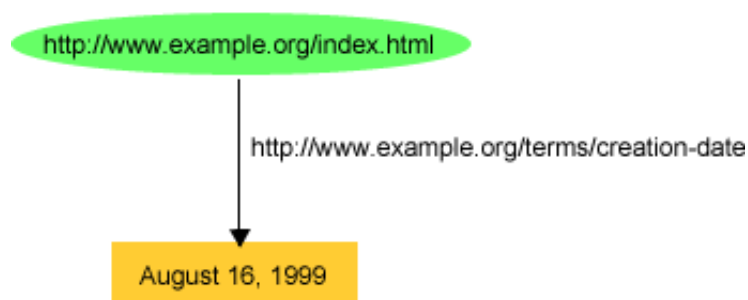 http://www.example.org/index.html
http://www.example.org/terms/creation-date
August 16, 1999